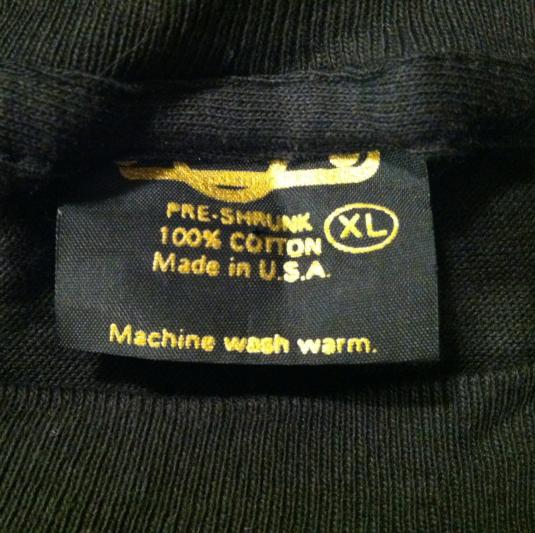 PRE-SHRUNK
100% COTTON XL
Made in U.S.A.
Machine wash warm.